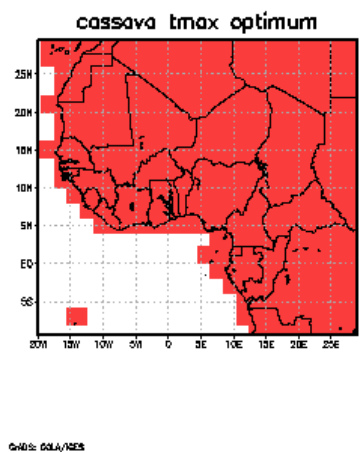 cassava tmax optimum
25N
20N
15N
10N
5N
EQ
5S
20W 15W 10W 5W 0 5E 10E 15E 20E 25E
GrADS: COLA/IGES